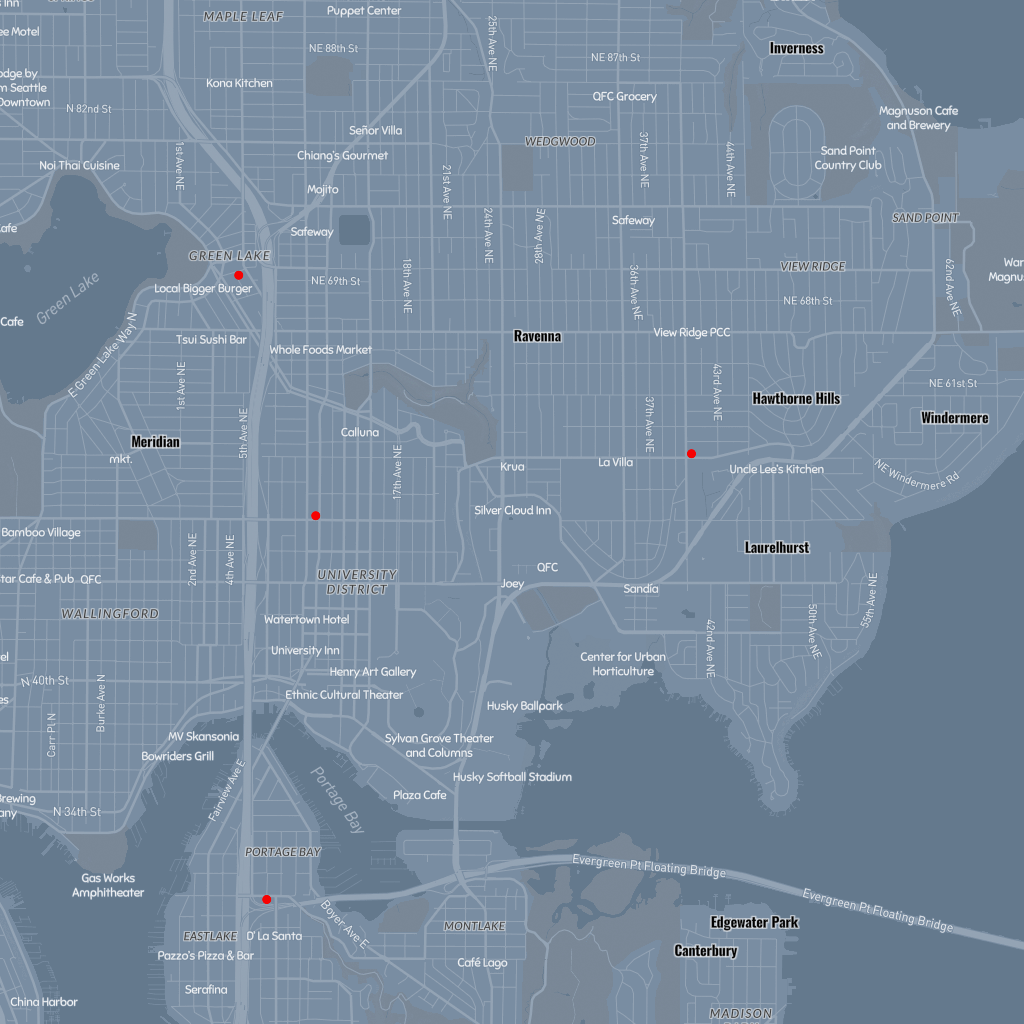 s Inn
Puppet Center
MAPLE LEAF
25th Ave NE
ee Motel
NE 88th St
NE 87th St
Inverness
odge by
m Seattle
Downtown
Kona Kitchen
QFC Grocery
N 82nd St
Magnuson Cafe
and Brewery
Señor Villa
WEDGWOOD
37th Ave NE
44th Ave NE
Sand Point
Country Club
Chiang's Gourmet
1st Ave NE
Noi Thai Cuisine
21st Ave NE
Mojito
24th Ave NE
28th Ave NE
Safeway
SAND POINT
afe
Safeway
GREEN LAKE
VIEW RIDGE
War
Magnus
18th Ave NE
36th Ave NE
62nd Ave NE
NE 69th St
Local Bigger Burger
Green Lake
NE 68th St
Cafe
E Green Lake Way N
Tsui Sushi Bar
Ravenna
View Ridge PCC
Whole Foods Market
1st Ave NE
43rd Ave NE
NE 61st St
Hawthorne Hills
Windermere
5th Ave NE
37th Ave NE
Meridian
Calluna
mkt.
17th Ave NE
Krua
La Villa
Uncle Lee's Kitchen
NE Windermere Rd
Silver Cloud Inn
Bamboo Village
2nd Ave NE
4th Ave NE
Laurelhurst
QFC
tar Cafe & Pub
QFC
UNIVERSITY
DISTRICT
Joey
Sandía
55th Ave NE
WALLINGFORD
Watertown Hotel
50th Ave NE
42nd Ave NE
University Inn
Center for Urban
Horticulture
el
Henry Art Gallery
N 40th St
Ethnic Cultural Theater
es
Burke Ave N
Carr Pl N
Husky Ballpark
MV Skansonia
Sylvan Grove Theater
and Columns
Bowriders Grill
Husky Softball Stadium
Fairview Ave E
Portage Bay
Plaza Cafe
Brewing
any
N 34th St
PORTAGE BAY
Evergreen Pt Floating Bridge
Gas Works
Amphitheater
Evergreen Pt Floating Bridge
Boyer Ave E
Edgewater Park
MONTLAKE
EASTLAKE
D' La Santa
Canterbury
Pazzo's Pizza & Bar
Café Lago
Serafina
China Harbor
MADISON